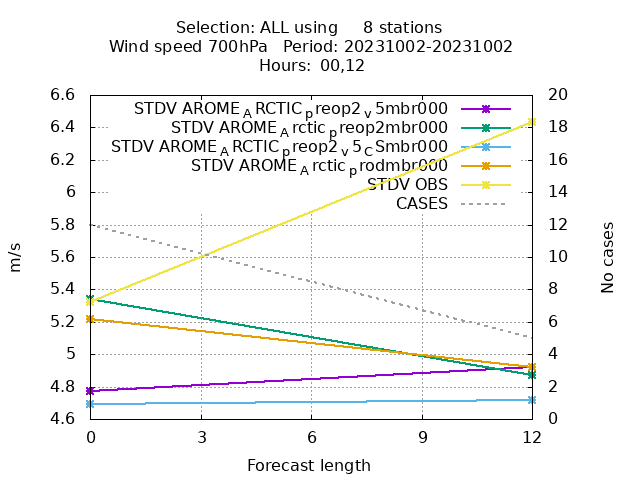 Selection: ALL using     8 stations
Wind speed 700hPa   Period: 20231002-20231002
Hours: 00,12
6.6
6.4
6.2
6
5.8
5.6
5.4
5.2
5
4.8
4.6
m/s
STDV AROME_ARCTIC_preop2_v5mbr000
STDV AROME_Arctic_preop2mbr000
STDV AROME_ARCTIC_preop2_v5_CSmbr000
STDV AROME_Arctic_prodmbr000
STDV OBS
CASES
20
18
16
14
12
10
8
6
4
2
0
No cases
0 3 6 9 12
Forecast length